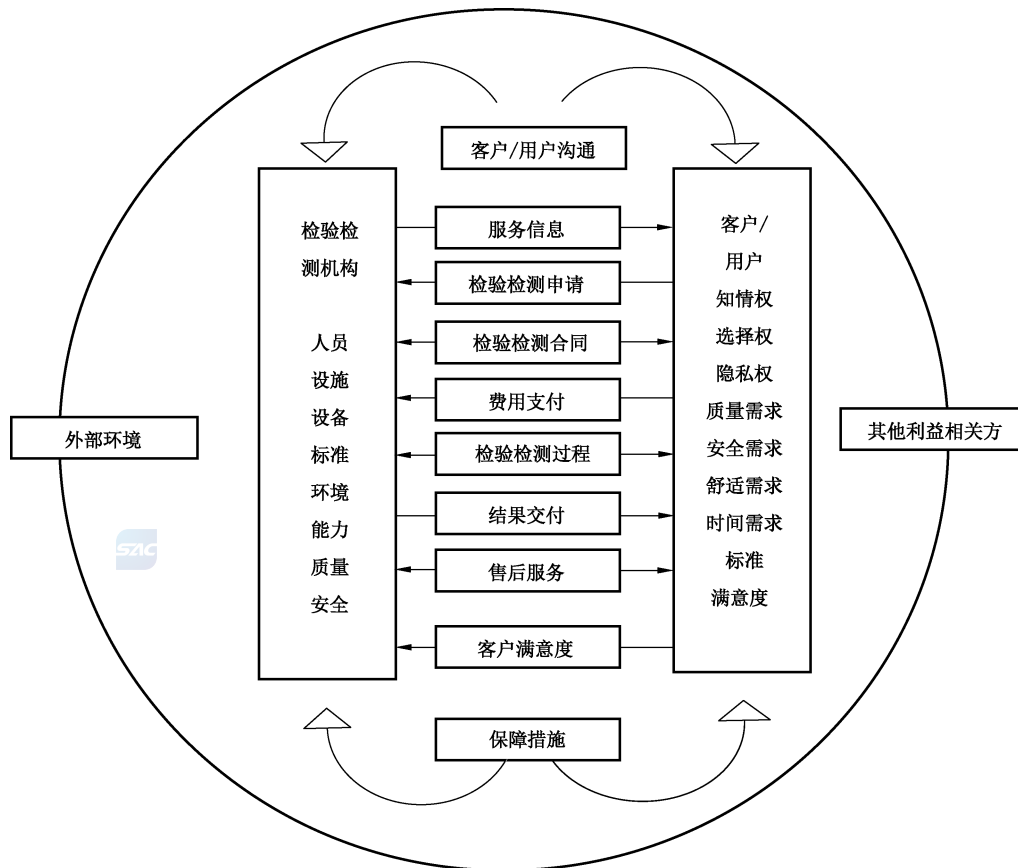 客户/用户沟通
检验检
测机构
人员
设施
设备
标准
环境
能力
质量
安全
服务信息
检验检测申请
检验检测合同
费用支付
检验检测过程
结果交付
售后服务
客户满意度
客户/
用户
知情权
选择权
隐私权
质量需求
安全需求
舒适需求
时间需求
标准
满意度
外部环境
其他利益相关方
保障措施
SAC